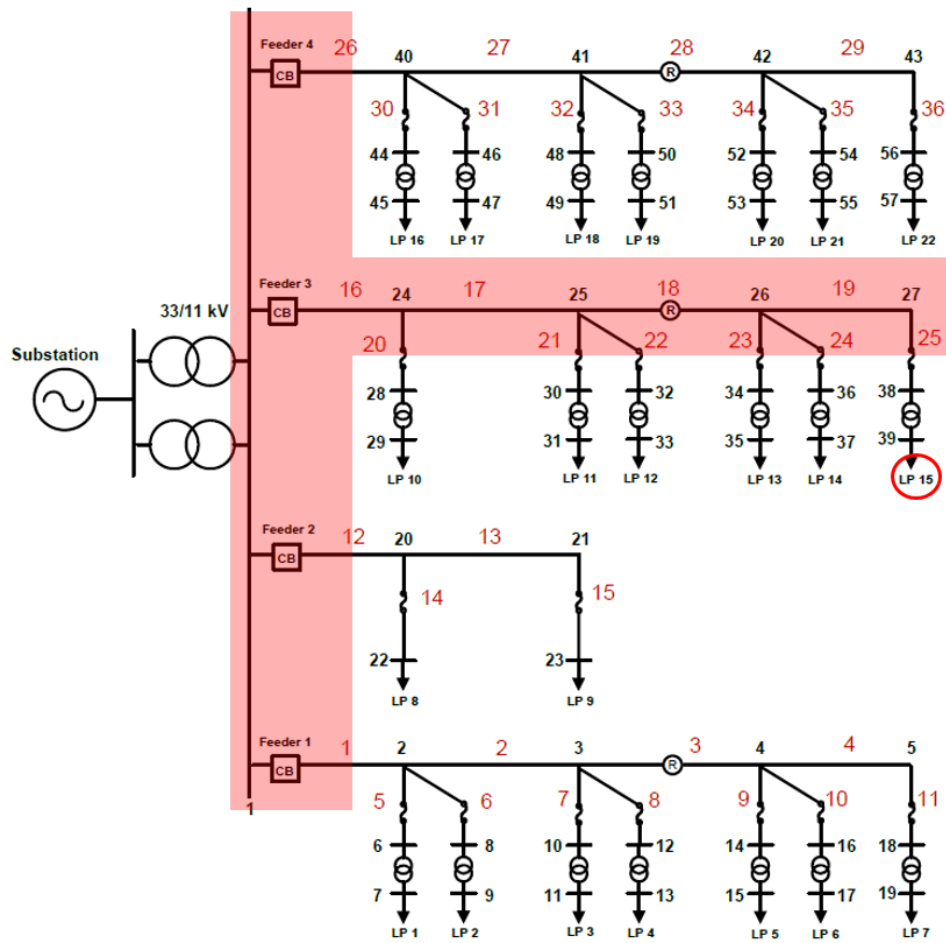 Feeder 4
26
40
27
41
28
42
29
43
CB
R
30
31
32
33
34
35
36
44
46
48
50
52
54
56
45
47
49
51
53
55
57
LP 16
LP 17
LP 18
LP 19
LP 20
LP 21
LP 22
Feeder 3
16
24
17
25
18
26
19
27
33/11 kV
CB
R
Substation
20
21
22
23
24
25
28
30
32
34
36
38
29
31
33
35
37
39
LP 10
LP 11
LP 12
LP 13
LP 14
LP 15
Feeder 2
12
20
13
21
CB
14
15
22
23
LP 8
LP 9
Feeder 1
1
2
2
3
3
4
4
5
CB
R
1
5
6
7
8
9
10
11
6
8
10
12
14
16
18
7
9
11
13
15
17
19
LP 1
LP 2
LP 3
LP 4
LP 5
LP 6
LP 7